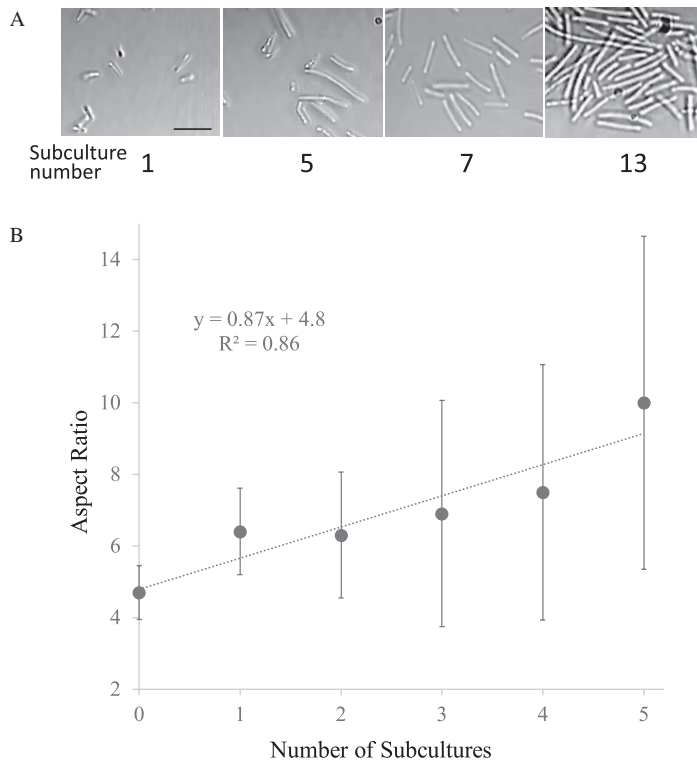 A
Subculture
number
1
5
7
13
B
14
12
10
8
6
4
2
y = 0.87x + 4.8
R² = 0.86
Aspect Ratio
0
1
2
3
4
5
Number of Subcultures